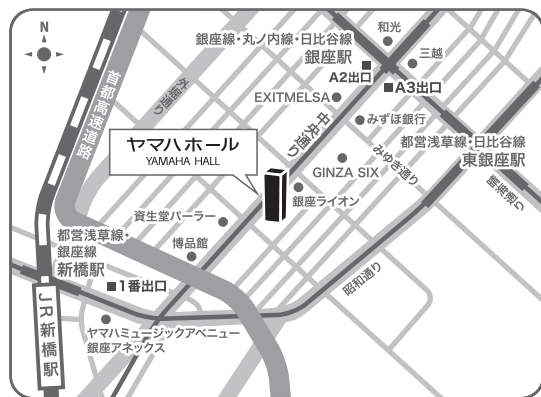 N
和光
銀座線・丸ノ内線・日比谷線
銀座駅
三越
A2出口
A3出口
外堀通り
首都高速道路
EXITMELSA
中央通り
みずほ銀行
都営浅草線・日比谷線
東銀座駅
ヤマハホール
YAMAHA HALL
みゆき通り
GINZA SIX
晴海通り
銀座ライオン
資生堂パーラー
都営浅草線・
銀座線
新橋駅
博品館
昭和通り
1番出口
JR新橋駅
ヤマハミュージックアベニュー
銀座アネックス